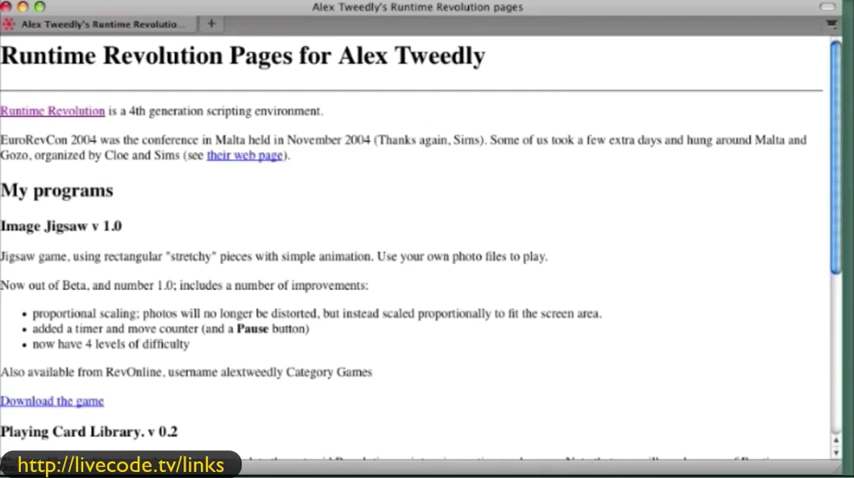 Alex Tweedly's Runtime Revolution pages
Alex Tweedly's Runtime Revolutio...
Runtime Revolution Pages for Alex Tweedly
Runtime Revolution is a 4th generation scripting environment.
EuroRevCon 2004 was the conference in Malta held in November 2004 (Thanks again, Sims). Some of us took a few extra days and hung around Malta and
Gozo, organized by Cloe and Sims (see their web page).
My programs
Image Jigsaw v 1.0
Jigsaw game, using rectangular "stretchy" pieces with simple animation. Use your own photo files to play.
Now out of Beta, and number 1.0; includes a number of improvements:
• proportional scaling; photos will no longer be distorted, but instead scaled proportionally to fit the screen area.
• added a timer and move counter (and a Pause button)
• now have 4 levels of difficulty
Also available from RevOnline, username alextweedly Category Games
Download the game
Playing Card Library. v 0.2
http://livecode.tv/links